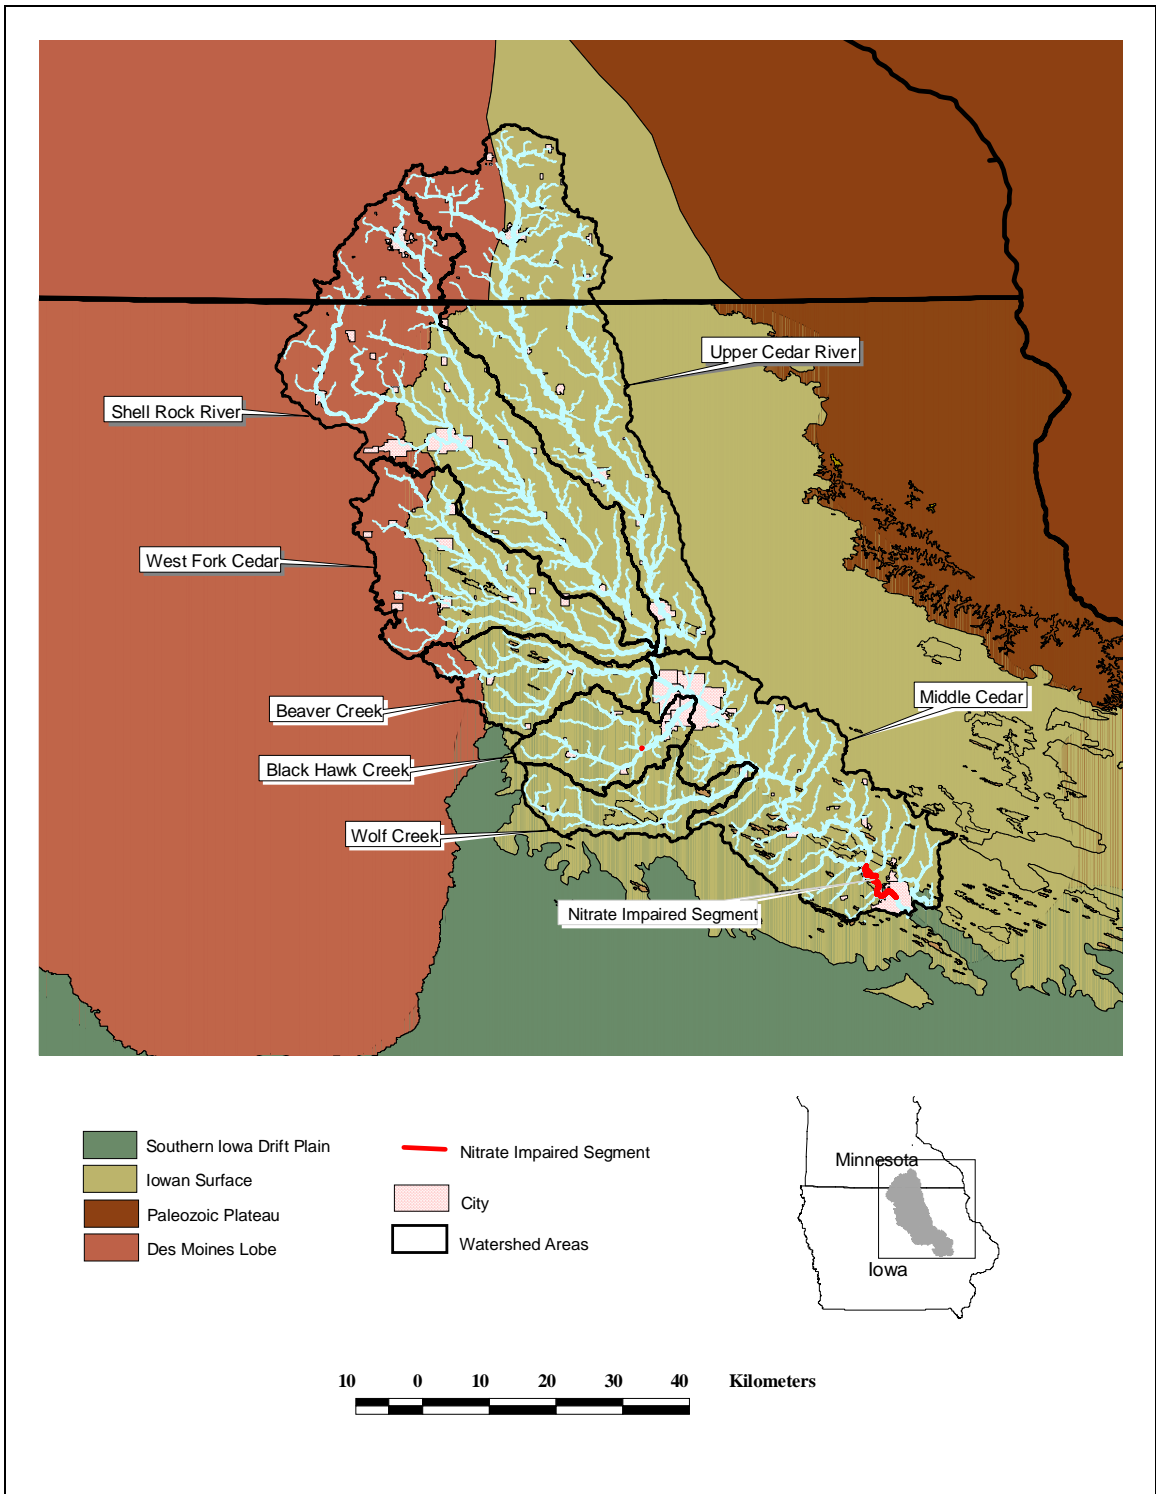 Upper Cedar River
Shell Rock River
West Fork Cedar
Beaver Creek
Middle Cedar
Black Hawk Creek
Wolf Creek
Nitrate Impaired Segment
Southern Iowa Drift Plain
Iowan Surface
Paleozoic Plateau
Des Moines Lobe
Nitrate Impaired Segment
City
Watershed Areas
Minnesota
Iowa
10 0 10 20 30 40 Kilometers